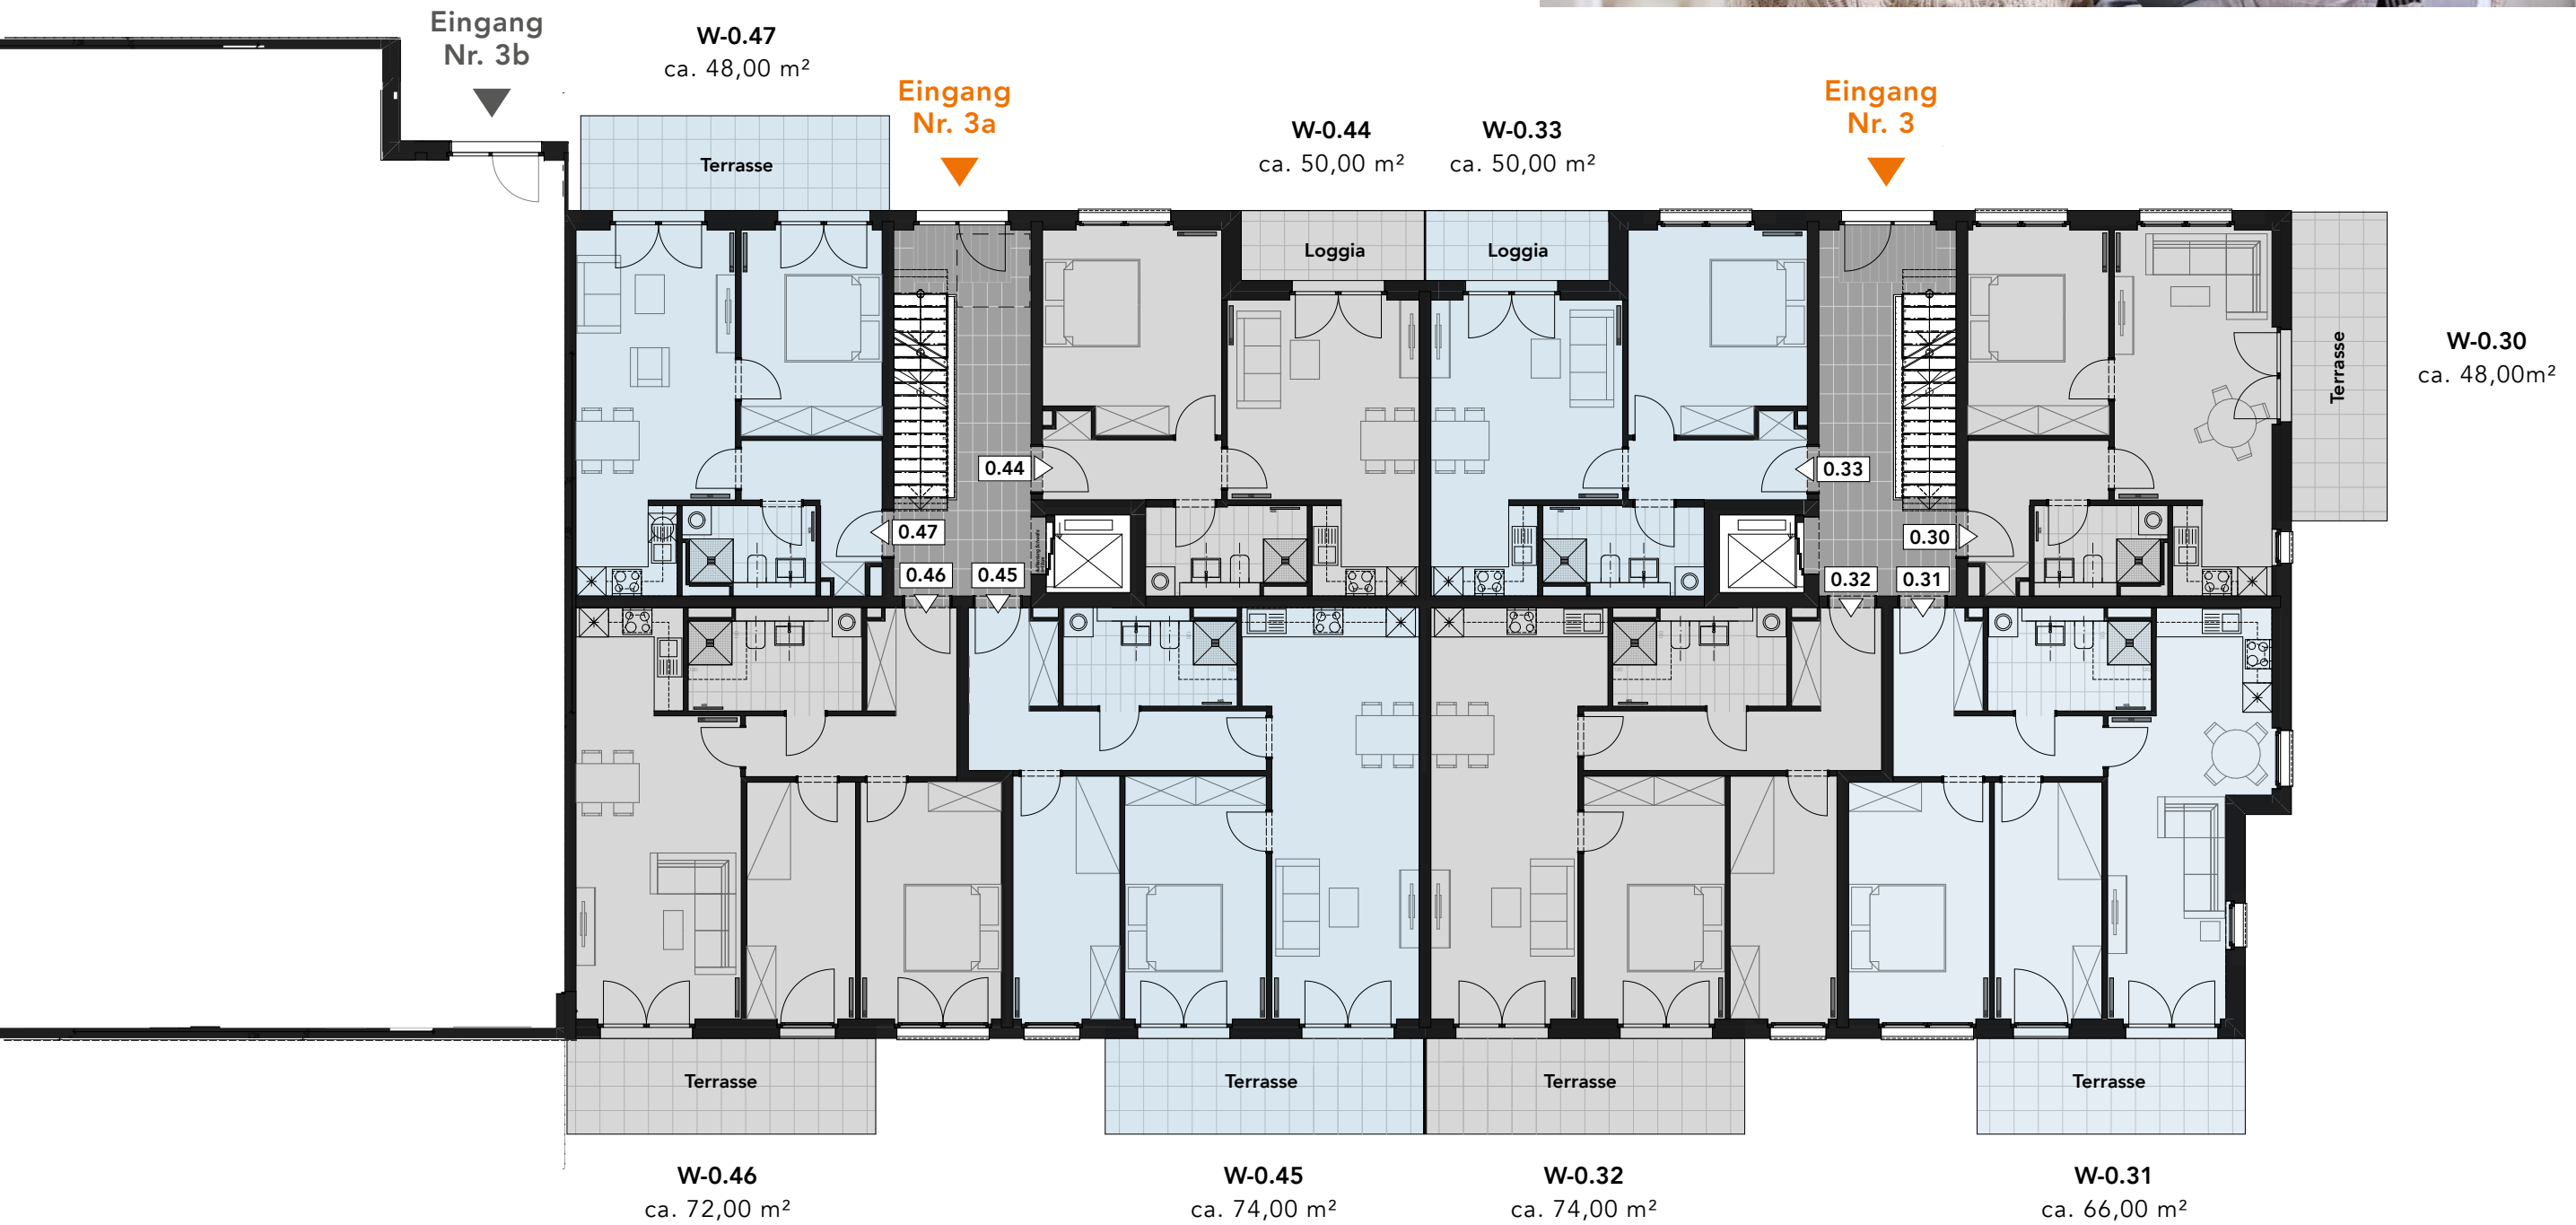 Eingang
Nr. 3b
W-0.47
ca. 48,00 m²
Eingang
Nr. 3a
W-0.44
ca. 50,00 m²
W-0.33
ca. 50,00 m²
Eingang
Nr. 3
Terrasse
Loggia
Loggia
Terrasse
W-0.30
ca. 48,00m²
0.44
0.33
0.47
0.30
0.46
0.45
0.32
0.31
Terrasse
Terrasse
Terrasse
Terrasse
W-0.46
ca. 72,00 m²
W-0.45
ca. 74,00 m²
W-0.32
ca. 74,00 m²
W-0.31
ca. 66,00 m²